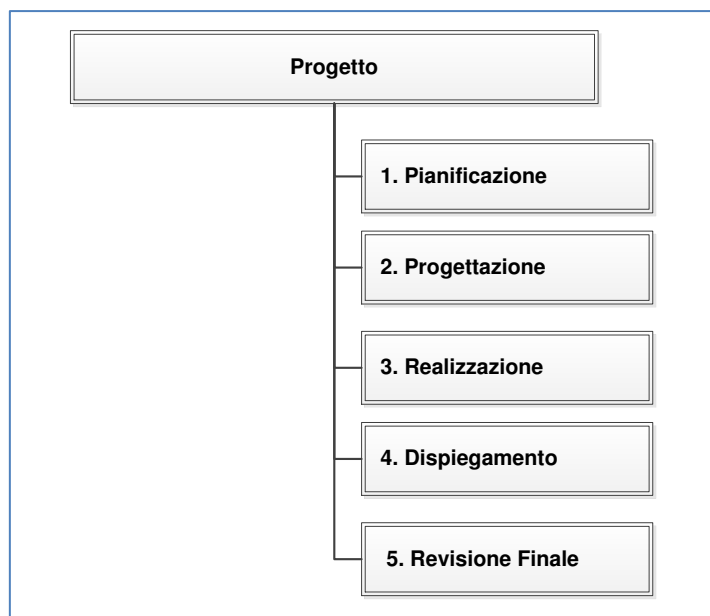 Progetto
1. Pianificazione
2. Progettazione
3. Realizzazione
4. Dispiegamento
5. Revisione Finale